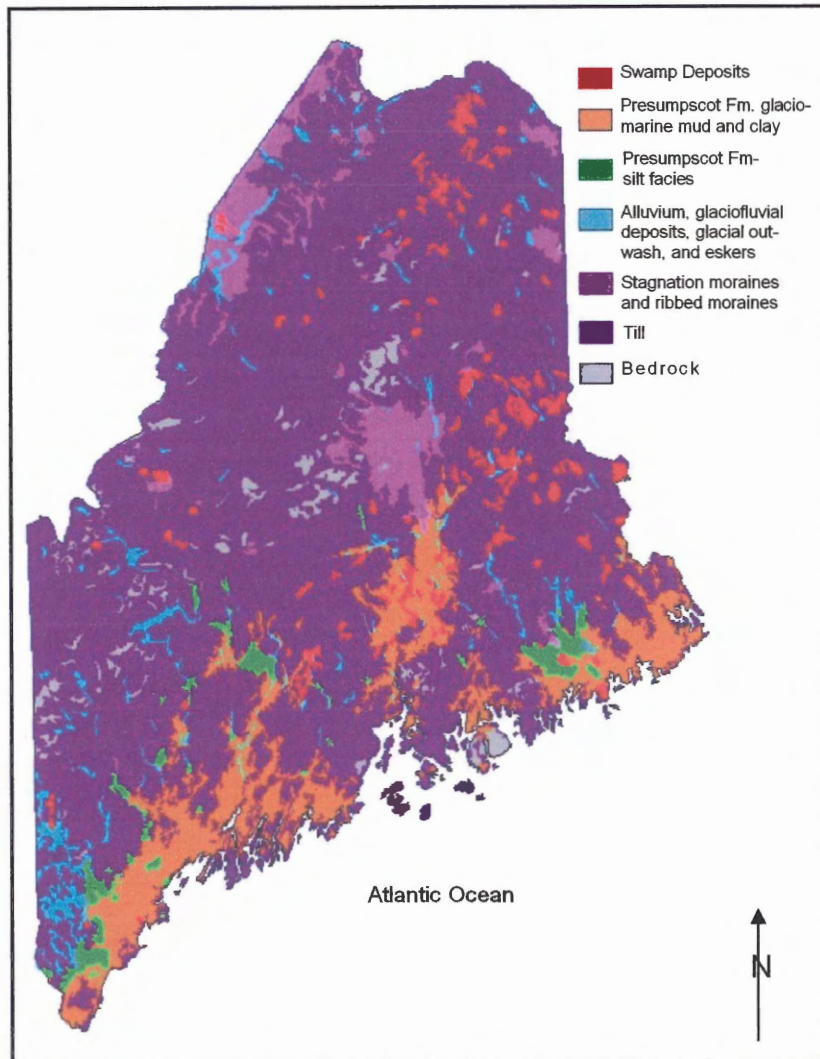 Swamp Deposits
Presumpscot Fm. glacio-
marine mud and clay
Presumpscot Fm-
silt facies
Alluvium, glaciofluvial
deposits, glacial out-
wash, and eskers
Stagnation moraines
and ribbed moraines
Till
Bedrock
Atlantic Ocean
N